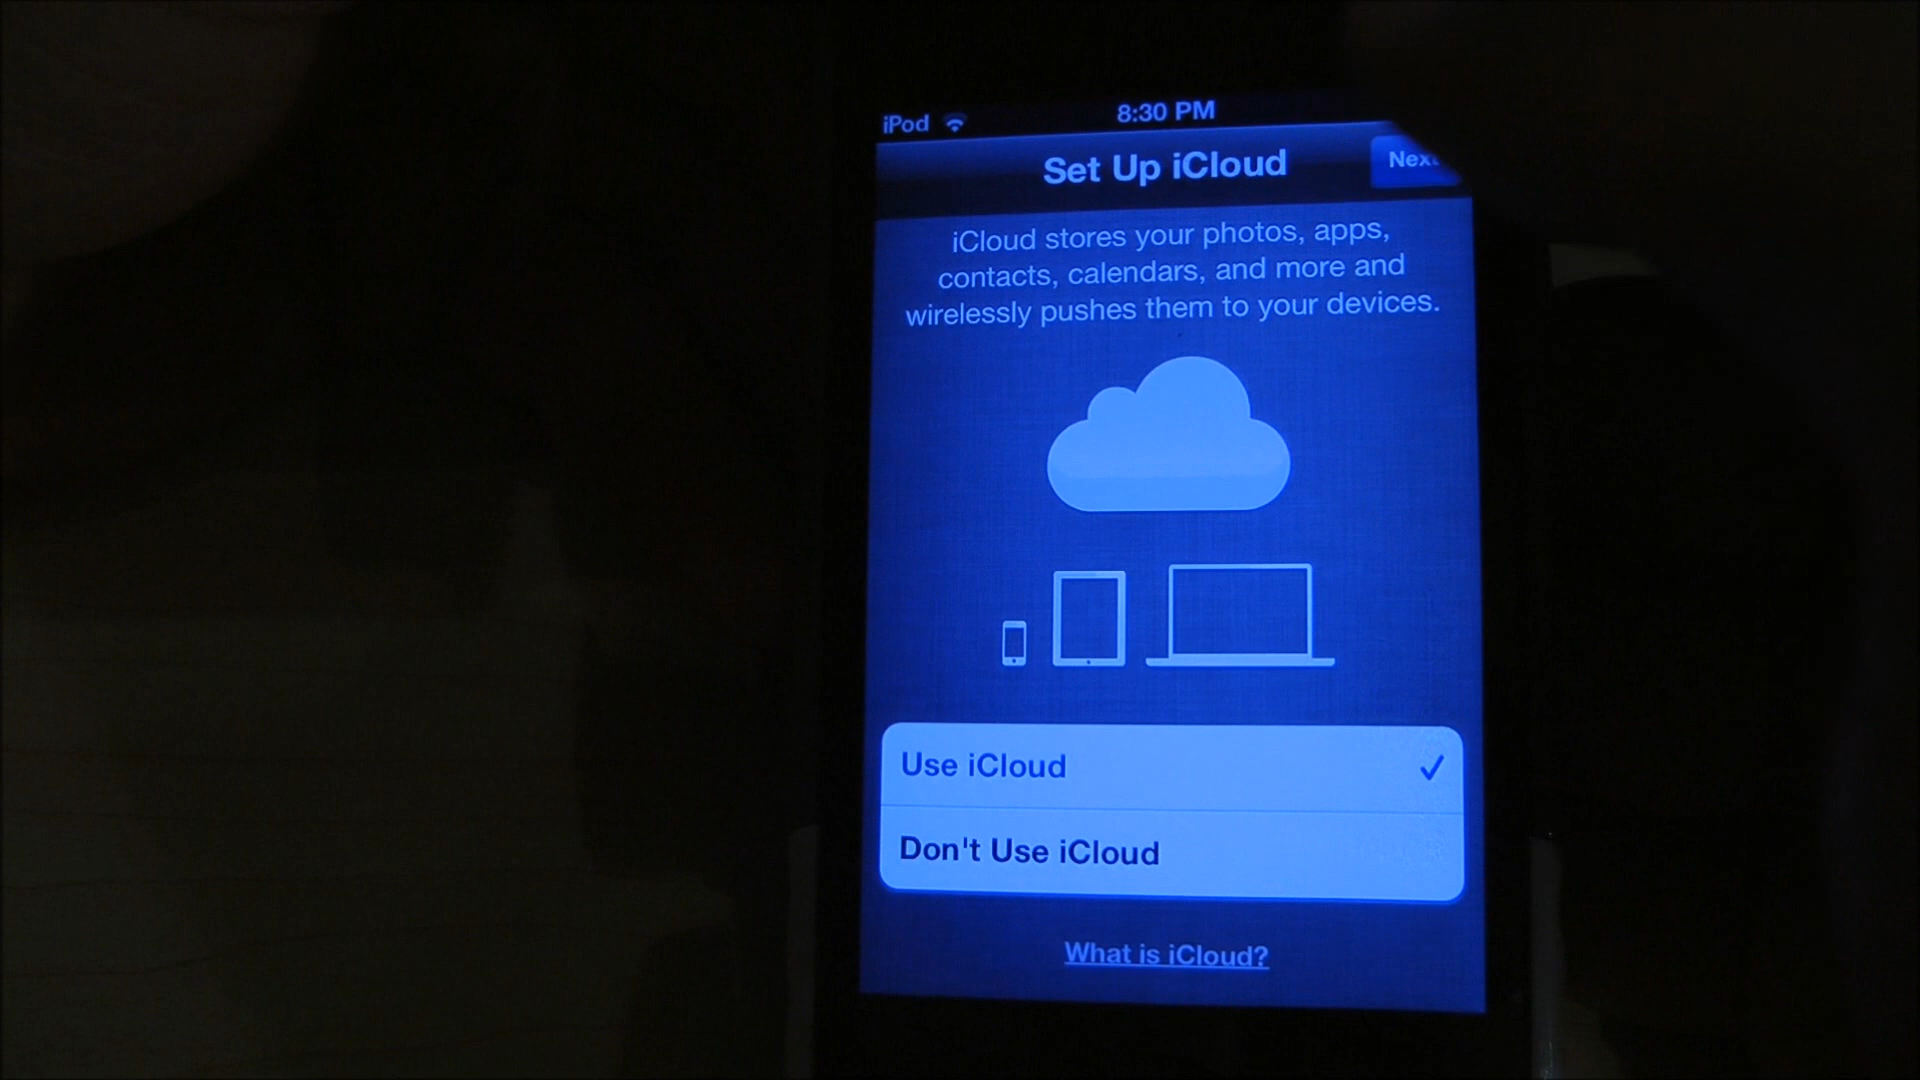 iPod 8:30 PM
Set Up iCloud
iCloud stores your photos, apps,
contacts, calendars, and more and
wirelessly pushes them to your devices.
Use iCloud
Don't Use iCloud
What is iCloud?